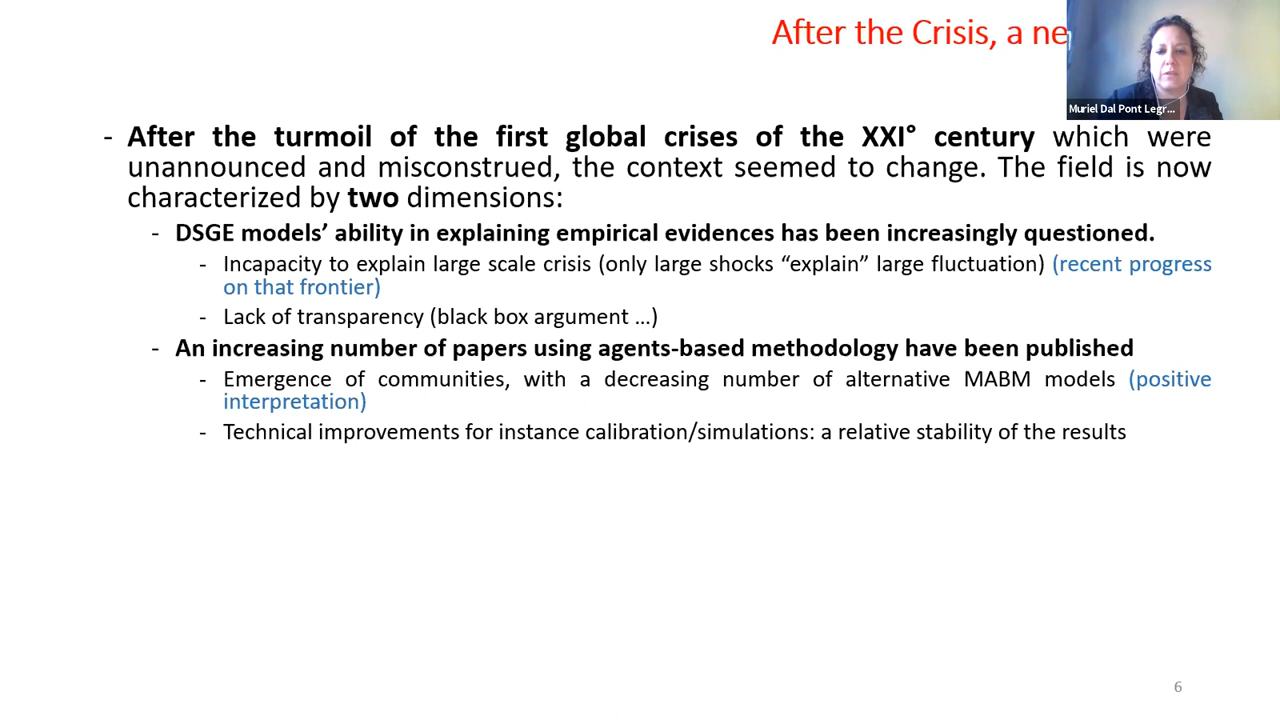 After the Crisis, a ne
Muriel Dal Pont Legr...
- After the turmoil of the first global crises of the XXI° century which were
unannounced and misconstrued, the context seemed to change. The field is now
characterized by two dimensions:
- DSGE models’ ability in explaining empirical evidences has been increasingly questioned.
- Incapacity to explain large scale crisis (only large shocks “explain” large fluctuation) (recent progress
on that frontier)
- Lack of transparency (black box argument …)
- An increasing number of papers using agents-based methodology have been published
- Emergence of communities, with a decreasing number of alternative MABM models (positive
interpretation)
- Technical improvements for instance calibration/simulations: a relative stability of the results
6